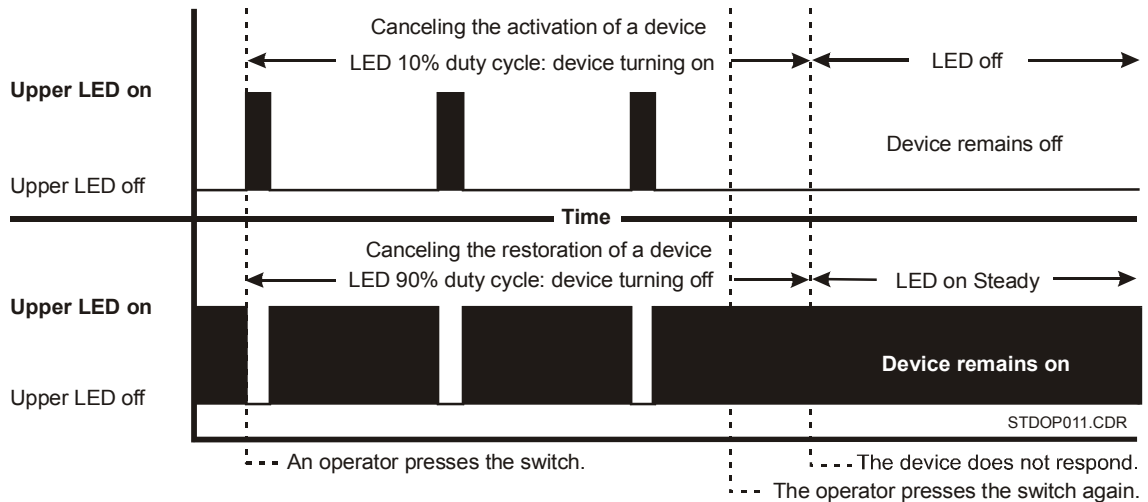 Canceling the activation of a device
LED 10% duty cycle: device turning on
LED off
Upper LED on
Device remains off
Upper LED off
Time
Canceling the restoration of a device
LED 90% duty cycle: device turning off
LED on Steady
Upper LED on
Device remains on
Upper LED off
STDOP011.CDR
An operator presses the switch.
The device does not respond.
The operator presses the switch again.